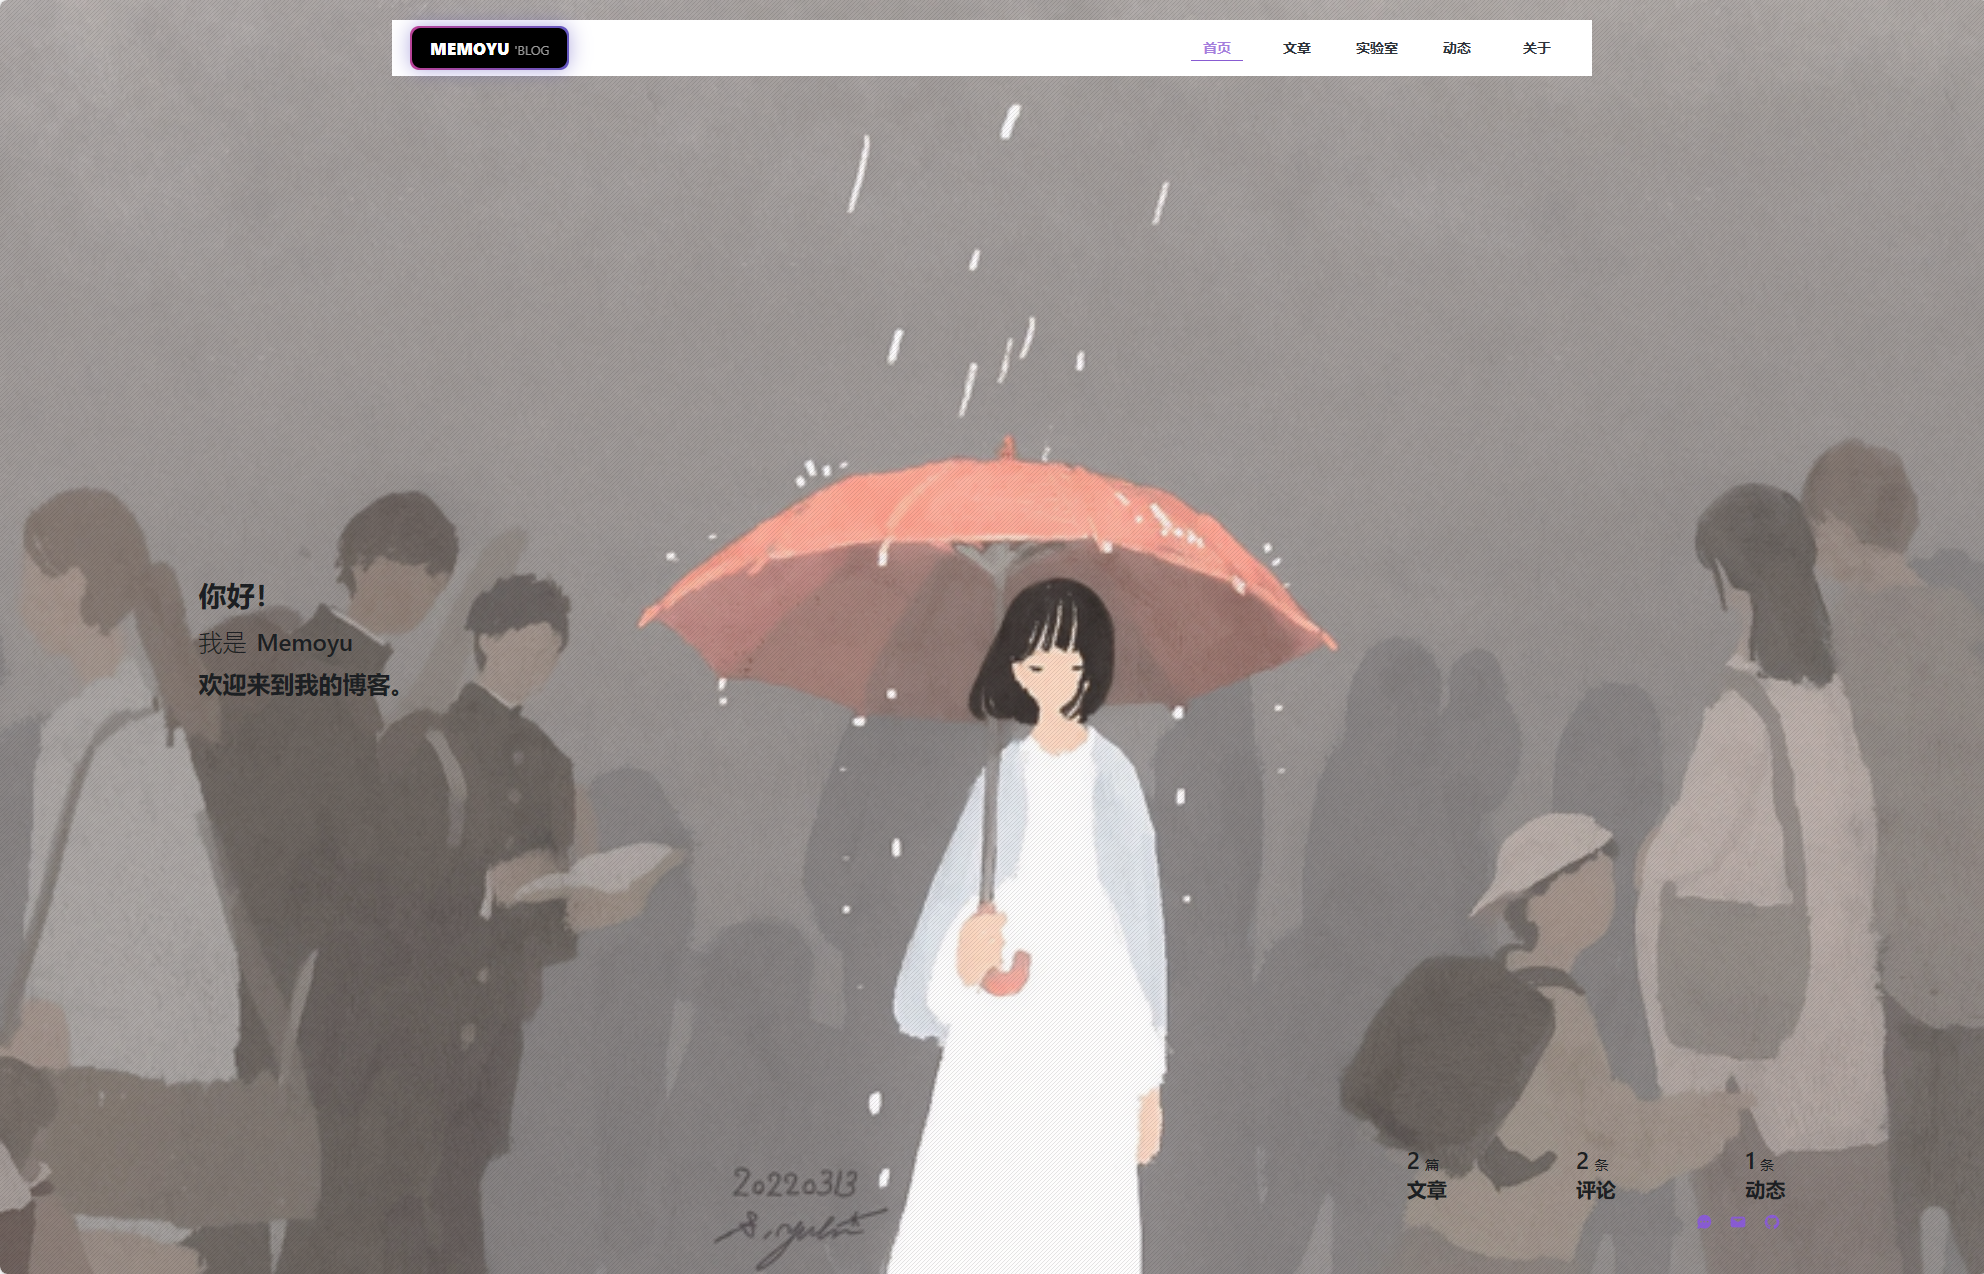 MEMOYU 'BLOG
首页 文章 实验室 动态 关于
你好!
我是 Memoyu
欢迎来到我的博客。
2 篇 2 条 1 条
文章 评论 动态
20220313